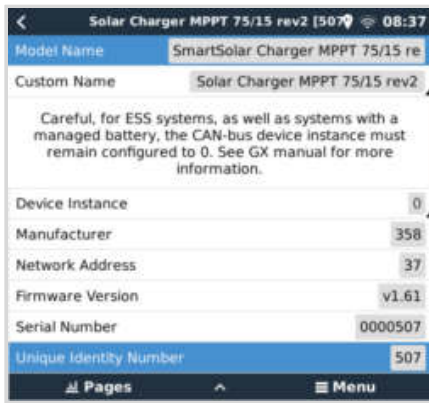 Solar Charger MPPT 75/15 rev2 [507 08:37
Model Name SmartSolar Charger MPPT 75/15 re
Custom Name Solar Charger MPPT 75/15 rev2
Careful, for ESS systems, as well as systems with a
managed battery, the CAN-bus device instance must
remain configured to 0. See GX manual for more
information.
Device Instance 0
Manufacturer 358
Network Address 37
Firmware Version v1.61
Serial Number 0000507
Unique Identity Number 507
Pages Menu